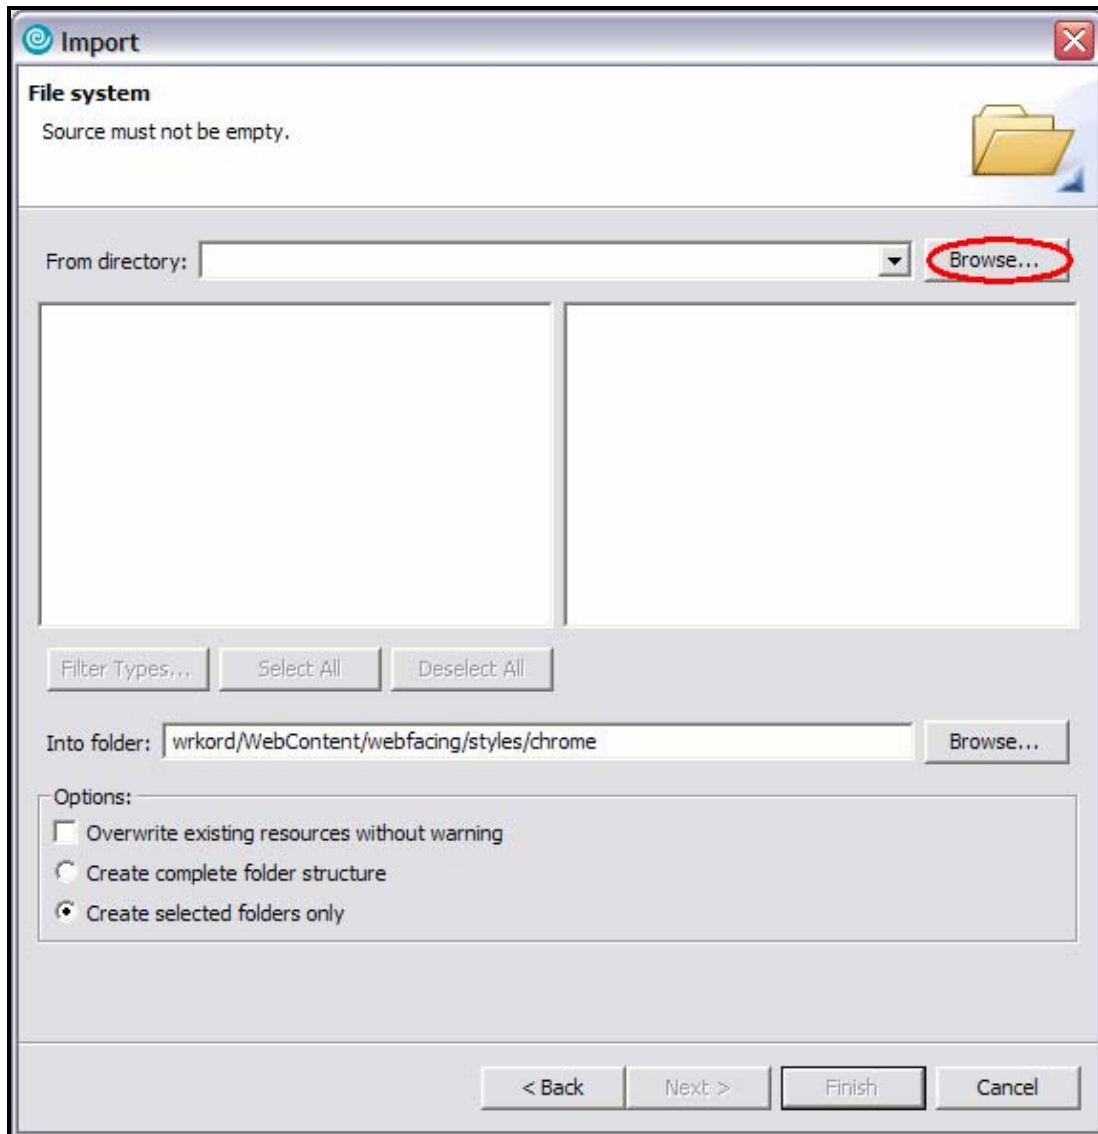 Import
File system
Source must not be empty.
From directory:
Browse...
Filter Types...
Select All
Deselect All
Into folder:
wrkord/WebContent/webfacing/styles/chrome
Browse...
Options:
Overwrite existing resources without warning
Create complete folder structure
Create selected folders only
< Back
Next >
Finish
Cancel